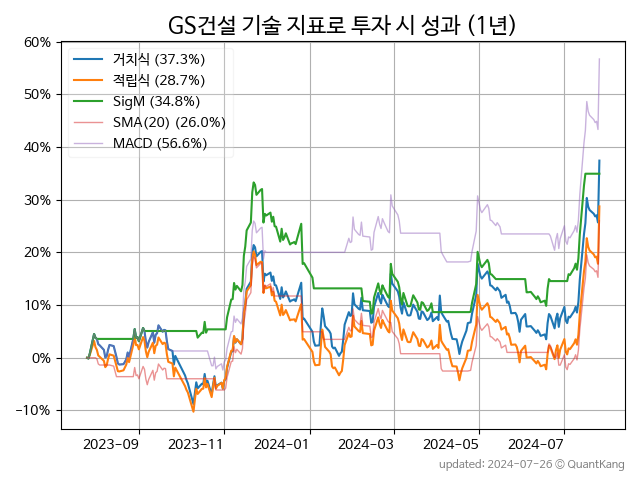 GS건설 기술 지표로 투자 시 성과 (1년)
60%
50%
40%
30%
20%
10%
0%
−10%
거치식 (37.3%)
적립식 (28.7%)
SigM (34.8%)
SMA(20) (26.0%)
MACD (56.6%)
2023-09
2023-11
2024-01
2024-03
2024-05
2024-07
updated: 2024-07-26 © QuantKang